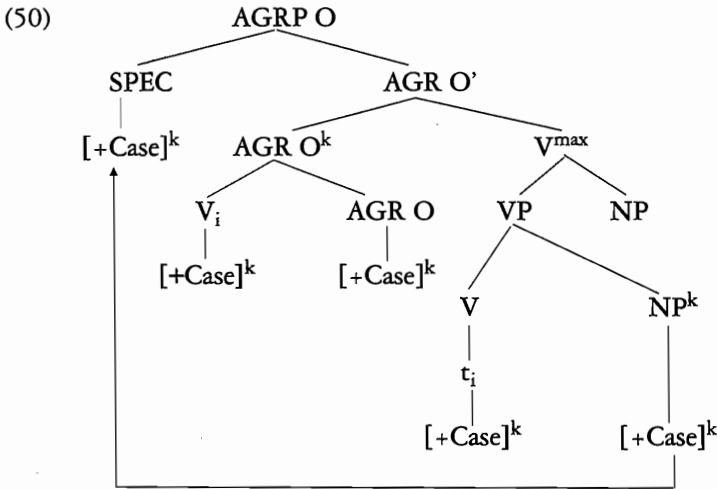 (50) AGRP O
SPEC AGR O’
[+Case]ᵏ AGR Oᵏ Vᵐᵃˣ
Vᵢ AGR O VP NP
[+Case]ᵏ [+Case]ᵏ
V NPᵏ
tᵢ
[+Case]ᵏ [+Case]ᵏ